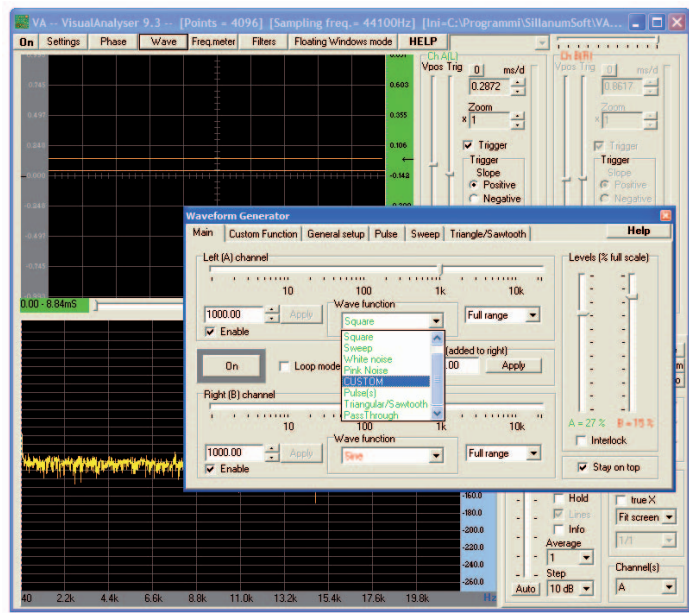 VA -- VisualAnalyser 9.3 -- [Points = 4096] [Sampling freq.= 44100Hz] [Ini=C:\Programmi\SillanumSoft\VA...
On Settings Phase Wave Freq.meter Filters Floating Windows mode HELP
Ch A(L)
Vpos Trig 0 ms/d
0.2872
Zoom
x 1
Trigger
Trigger
Slope
Positive
Negative
Ch B(R)
Vpos Trig 0 ms/d
0.8617
Zoom
x 1
Trigger
Trigger
Slope
Positive
Negative
0.603
0.355
0.106
-0.142
0.00 - 8.84mS
Waveform Generator
Main Custom Function General setup Pulse Sweep Triangle/Sawtooth Help
Left (A) channel
10 100 1k 10k
1000.00 Apply
Enable
Wave function
Square
Full range
Square
Sweep
White noise
Pink Noise
CUSTOM
Pulse(s)
Triangular/Sawtooth
PassThrough
On
Loop mode
(added to right)
.00 Apply
Right (B) channel
10 100 1k 10k
1000.00 Apply
Enable
Wave function
Sine
Full range
Levels (% full scale)
A = 27 % B = 15 %
Interlock
Stay on top
-160.0
-180.0
-200.0
-220.0
-240.0
-260.0
40 2.2k 4.4k 6.6k 8.8k 11.0k 13.2k 15.4k 17.6k 19.8k Hz
Hold
Lines
Info
Average
1
Step
Auto 10 dB
true X
Fit screen
1/1
Channel(s)
A